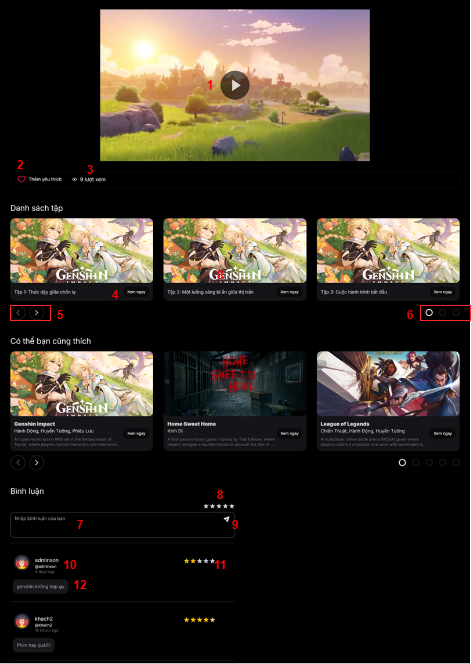 1
2
3
Thêm yêu thích
9 lượt xem
Danh sách tập
GENSHIN
IMPACT
GENSHIN
IMPACT
GENSHIN
IMPACT
4
Tập 1: Thức dậy giữa chốn lạ
Xem ngay
Tập 2: Một luồng sáng bí ẩn giữa thị trấn
Xem ngay
Tập 3: Cuộc hành trình bắt đầu
Xem ngay
5
6
Có thể bạn cũng thích
GENSHIN
IMPACT
HOME
SWEET
HOME
Genshin Impact
Hành Động, Huyền Tưởng, Phiêu Lưu
Xem ngay
An open-world action RPG set in the fantasy realm of
Teyvat, where players control characters with elemental...
Home Sweet Home
Kinh Dị
Xem ngay
A first-person horror game inspired by Thai folklore, where
players navigate a haunted house to uncover the fate of ...
League of Legends
Chiến Thuật, Hành Động, Huyền Tưởng
Xem ngay
A multiplayer online battle arena (MOBA) game where
players control a champion and work with teammates to ...
Bình luận
8
Nhập bình luận của bạn
7
9
adminson
10
@adminson
4 days ago
11
genshin không hợp gu
12
khach2
@khach2
16 hours ago
Phim hay quá!!!!